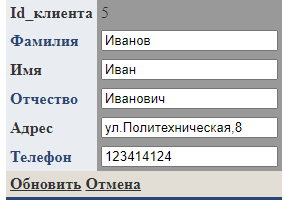 Id_клиента 5
Фамилия Иванов
Имя Иван
Отчество Иванович
Адрес ул.Политехническая,8
Телефон 123414124
Обновить Отмена